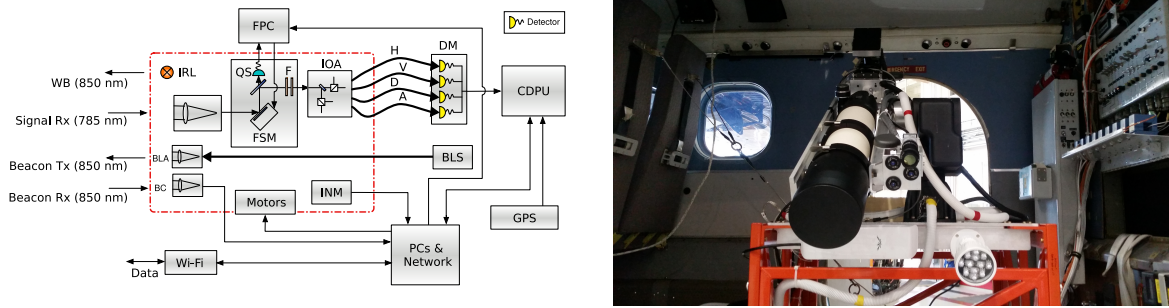 FPC
Detector
IRL
QS
F
IOA
H
V
D
A
DM
WB (850 nm)
Signal Rx (785 nm)
FSM
CDPU
Beacon Tx (850 nm)
BLA
BLS
Beacon Rx (850 nm)
BC
Motors
INM
GPS
PCs &
Network
Wi-Fi
Data
EXIT